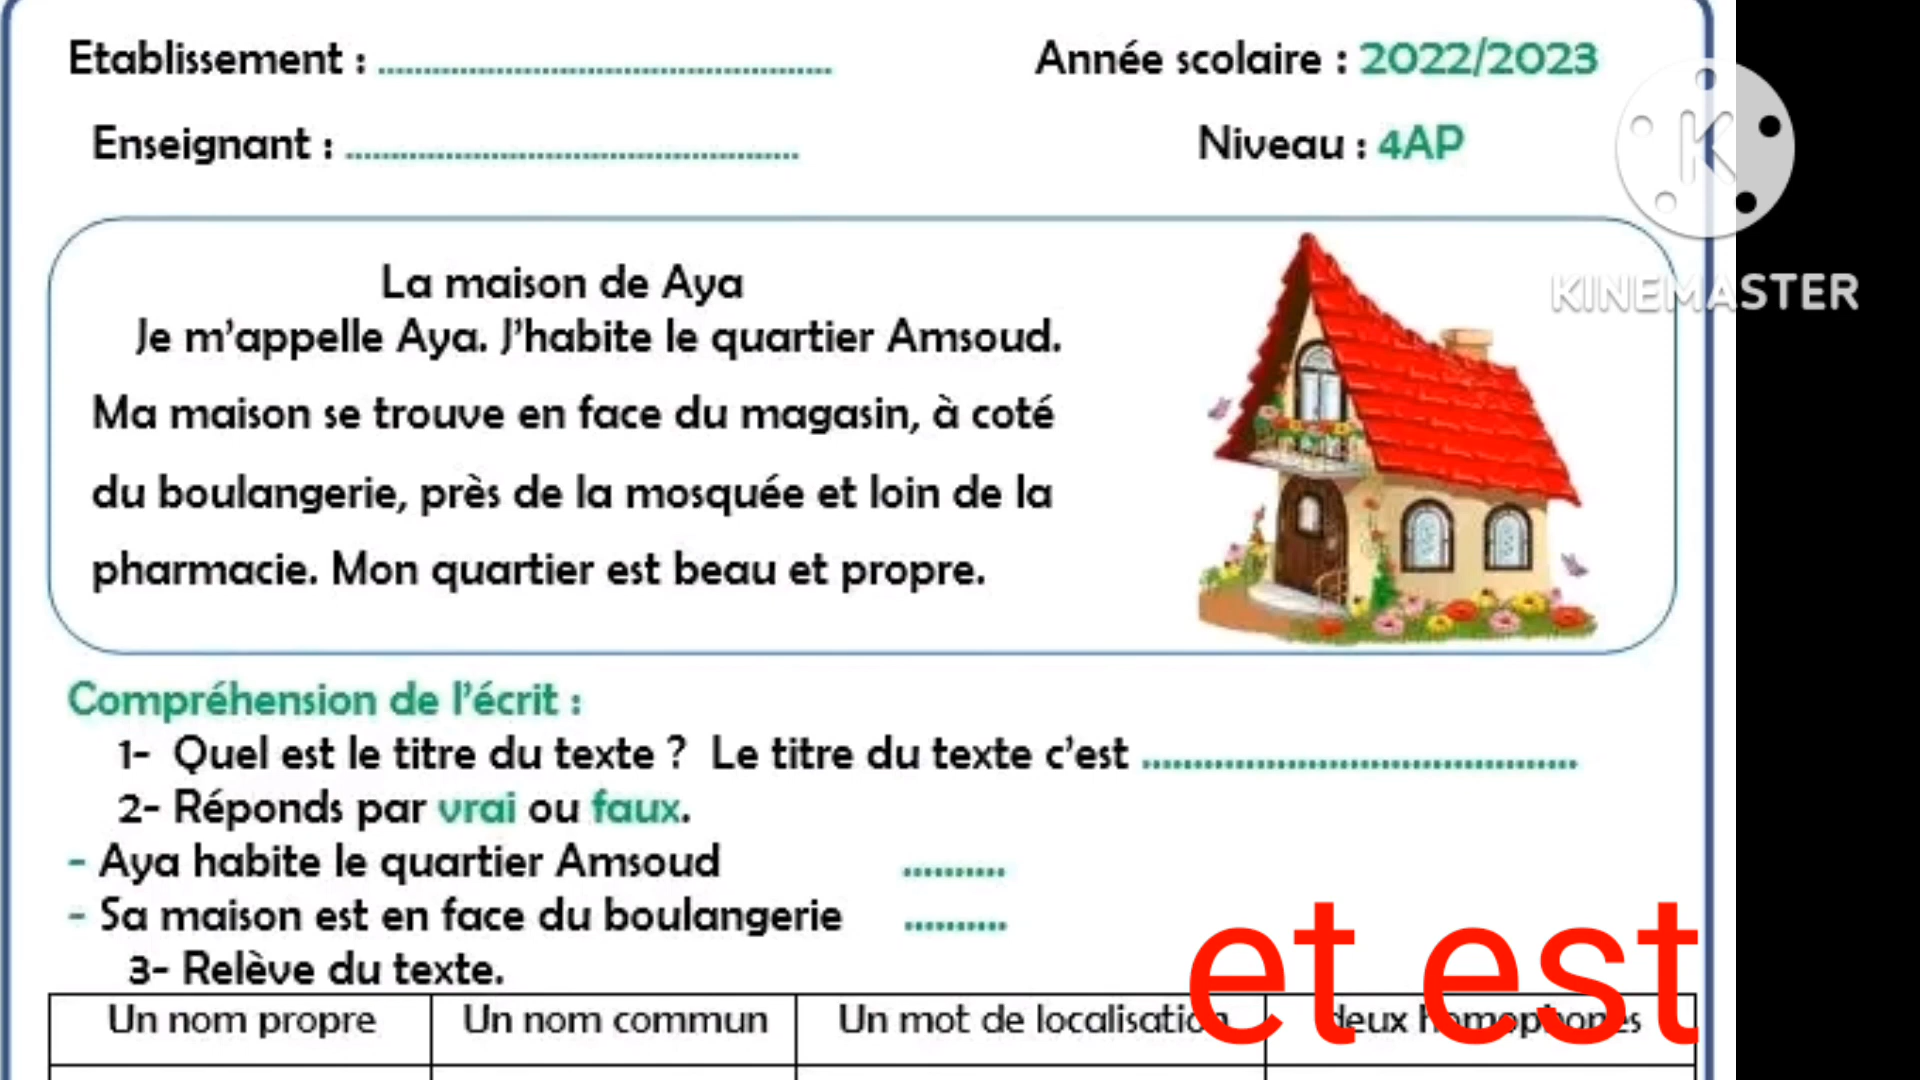 Etablissement : ........................................
Année scolaire : 2022/2023
Enseignant : ........................................
Niveau : 4AP
K
KINEMASTER
La maison de Aya
Je m'appelle Aya. J'habite le quartier Amsoud.
Ma maison se trouve en face du magasin, à coté
du boulangerie, près de la mosquée et loin de la
pharmacie. Mon quartier est beau et propre.
Compréhension de l'écrit :
1- Quel est le titre du texte ? Le titre du texte c'est ........................................
2- Réponds par vrai ou faux.
- Aya habite le quartier Amsoud ..........
- Sa maison est en face du boulangerie ..........
3- Relève du texte.
et est
Un nom propre
Un nom commun
Un mot de localisation
deux homophones